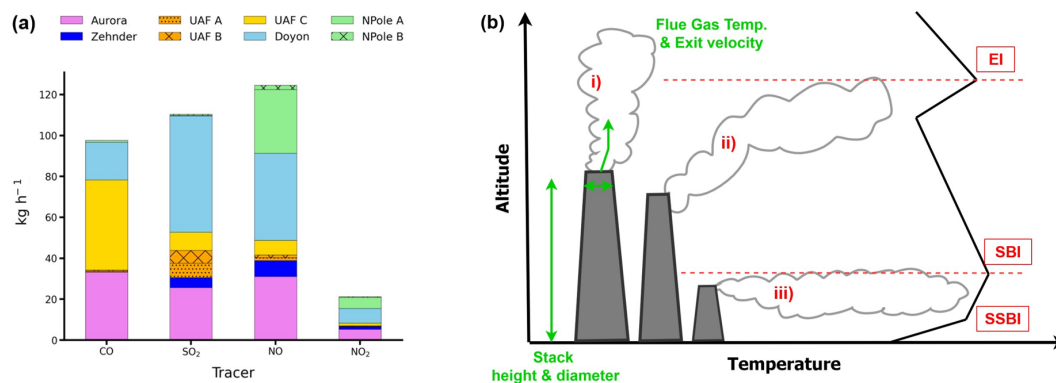 (a)
Aurora
Zehnder
UAF A
UAF B
UAF C
Doyon
NPole A
NPole B
kg h⁻¹
120
100
80
60
40
20
0
CO
SO₂
NO
NO₂
Tracer
(b)
Flue Gas Temp.
& Exit velocity
i)
ii)
iii)
EI
SBI
SSBI
Altitude
Stack
height & diameter
Temperature